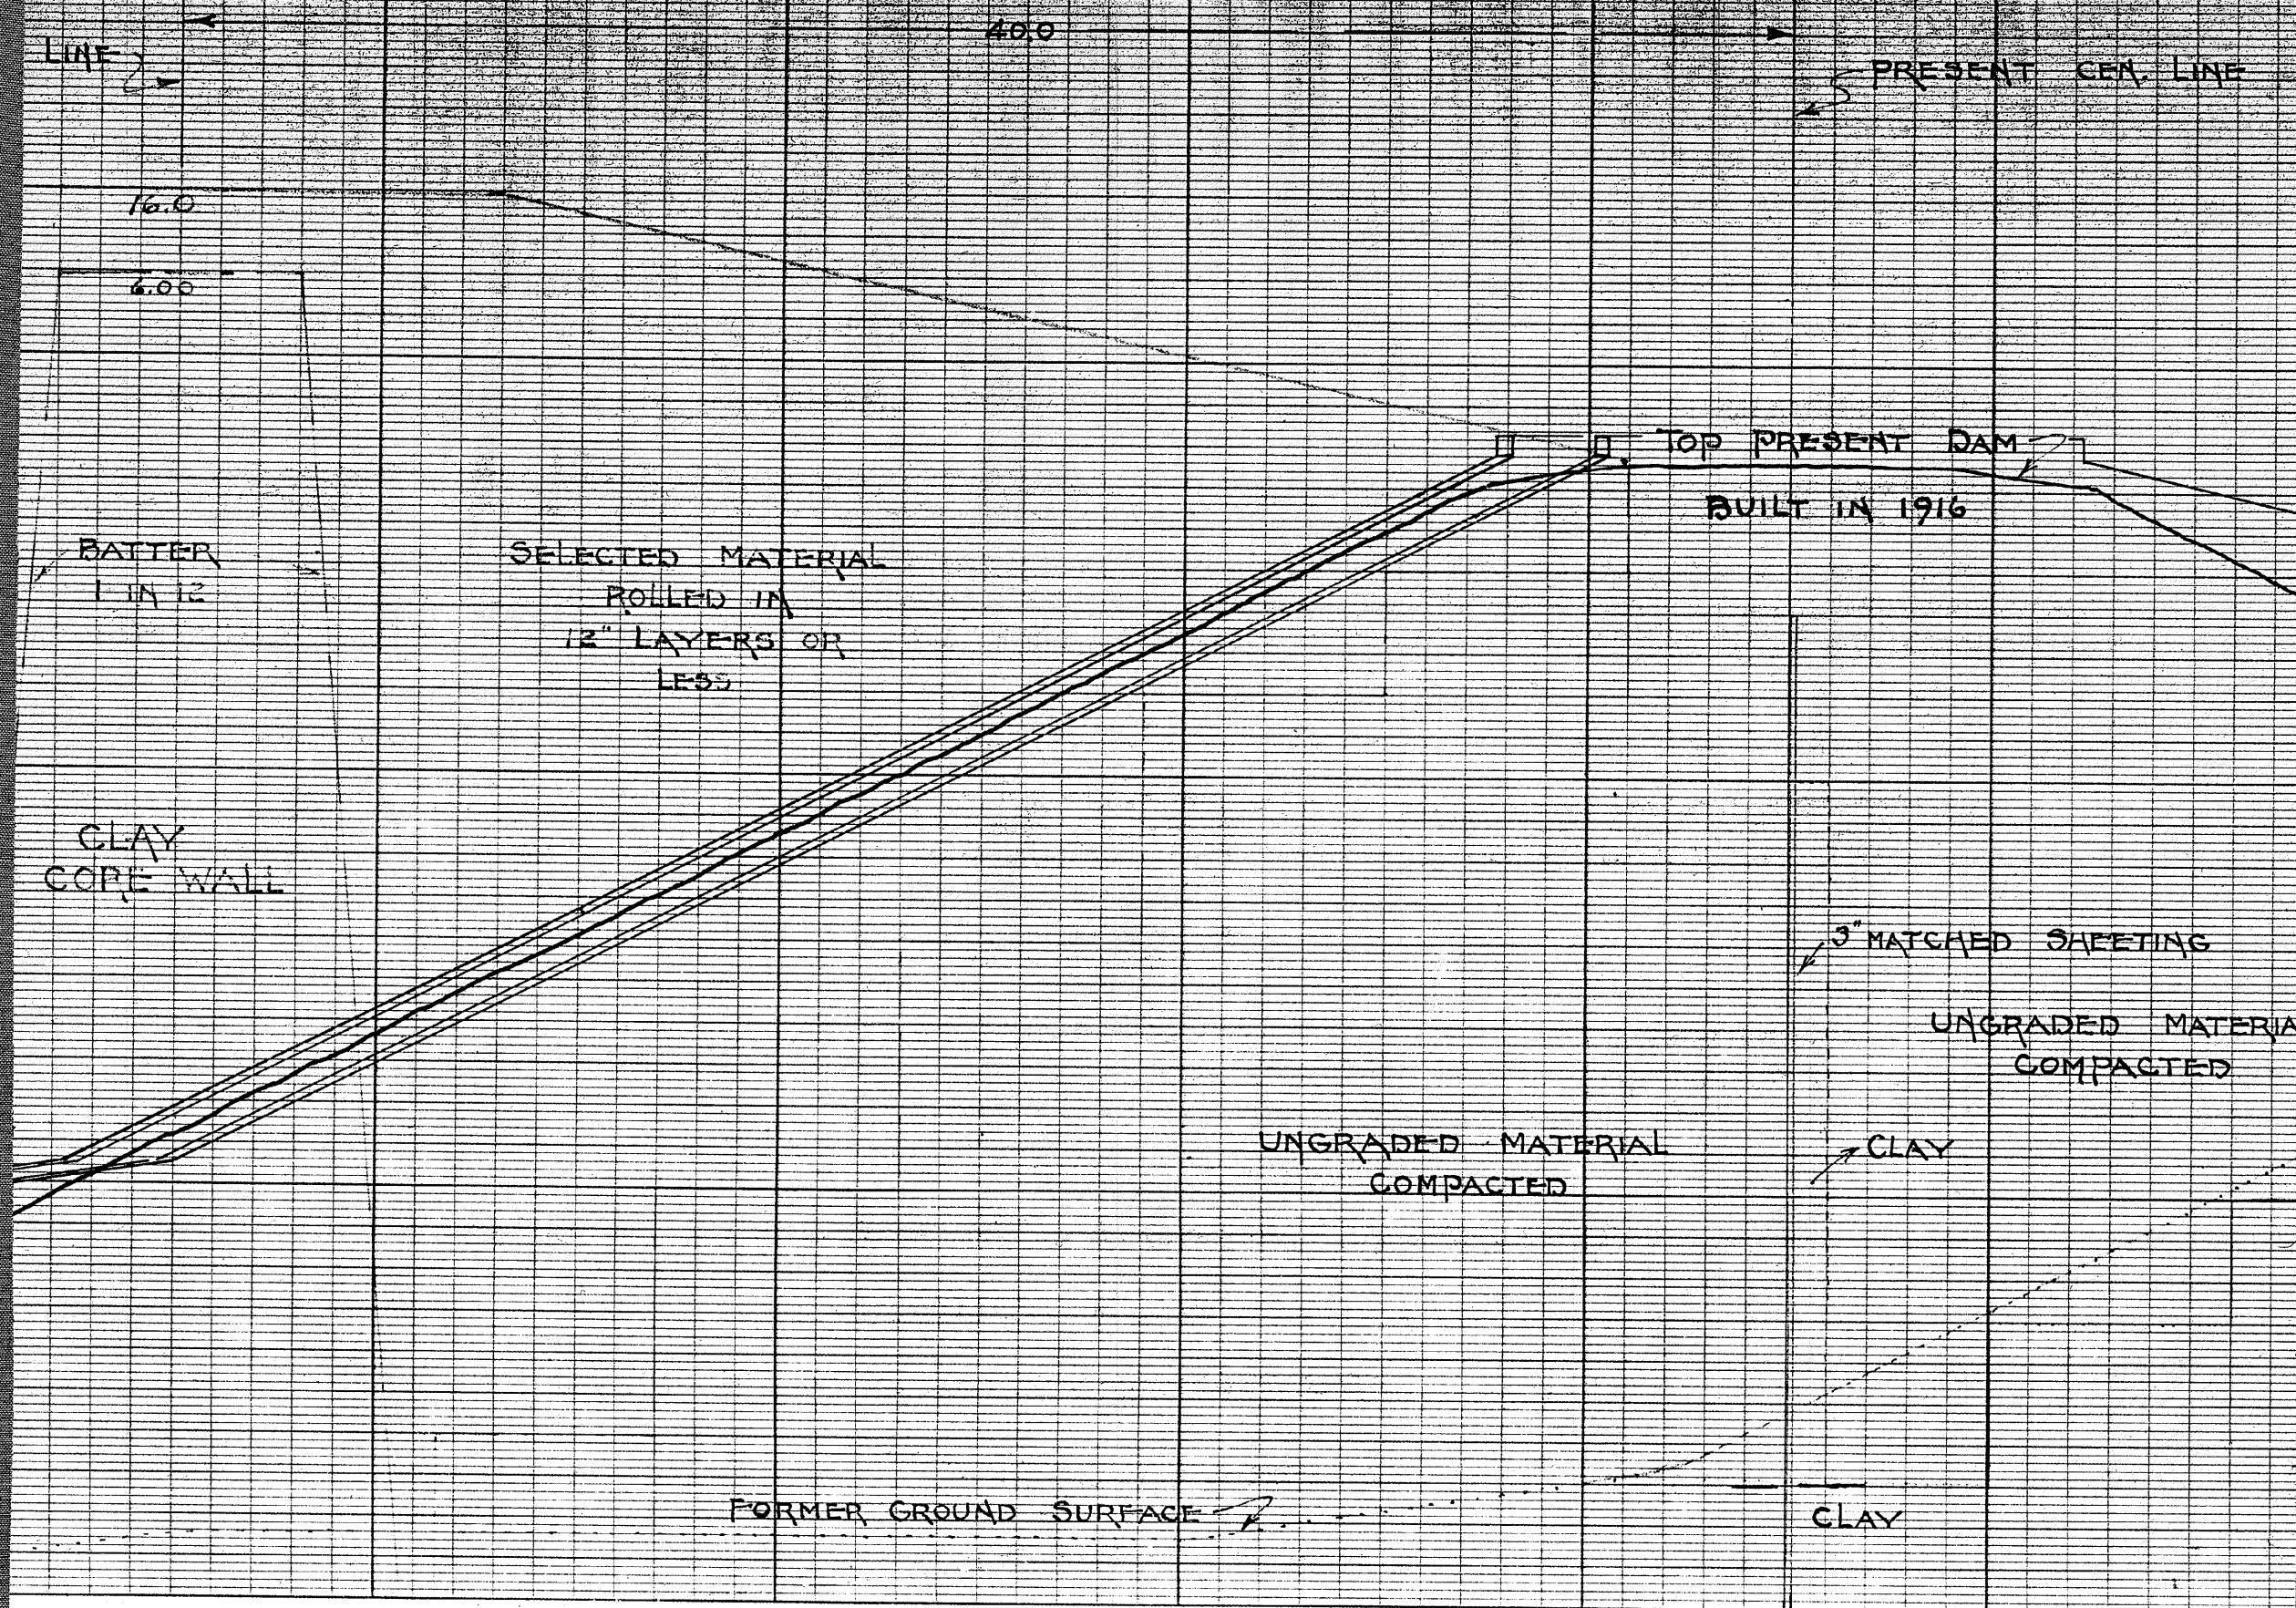 40.0
LINE
PRESENT CEN. LINE
16.0
6.00
TOP PRESENT DAM
BUILT IN 1916
BATTER
1 IN 12
SELECTED MATERIAL
ROLLED IN
12" LAYERS OR
LESS
CLAY
CORE WALL
3" MATCHED SHEETING
UNGRADED MATERIA
COMPACTED
UNGRADED MATERIAL
COMPACTED
CLAY
FORMER GROUND SURFACE
CLAY